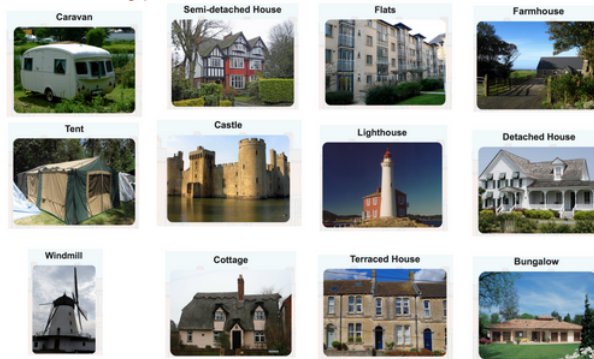 Caravan
Semi-detached House
Flats
Farmhouse
Tent
Castle
Lighthouse
Detached House
Windmill
Cottage
Terraced House
Bungalow